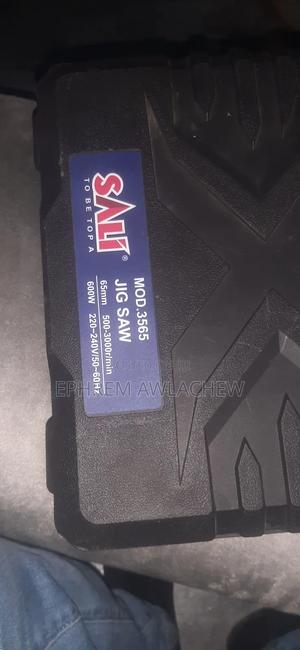 SALI®
TO BE TOP A
MOD.3565
JIG SAW
65mm 500-3000r/min
600W 220-240V/50-60Hz
EPHREM AWLACHEW